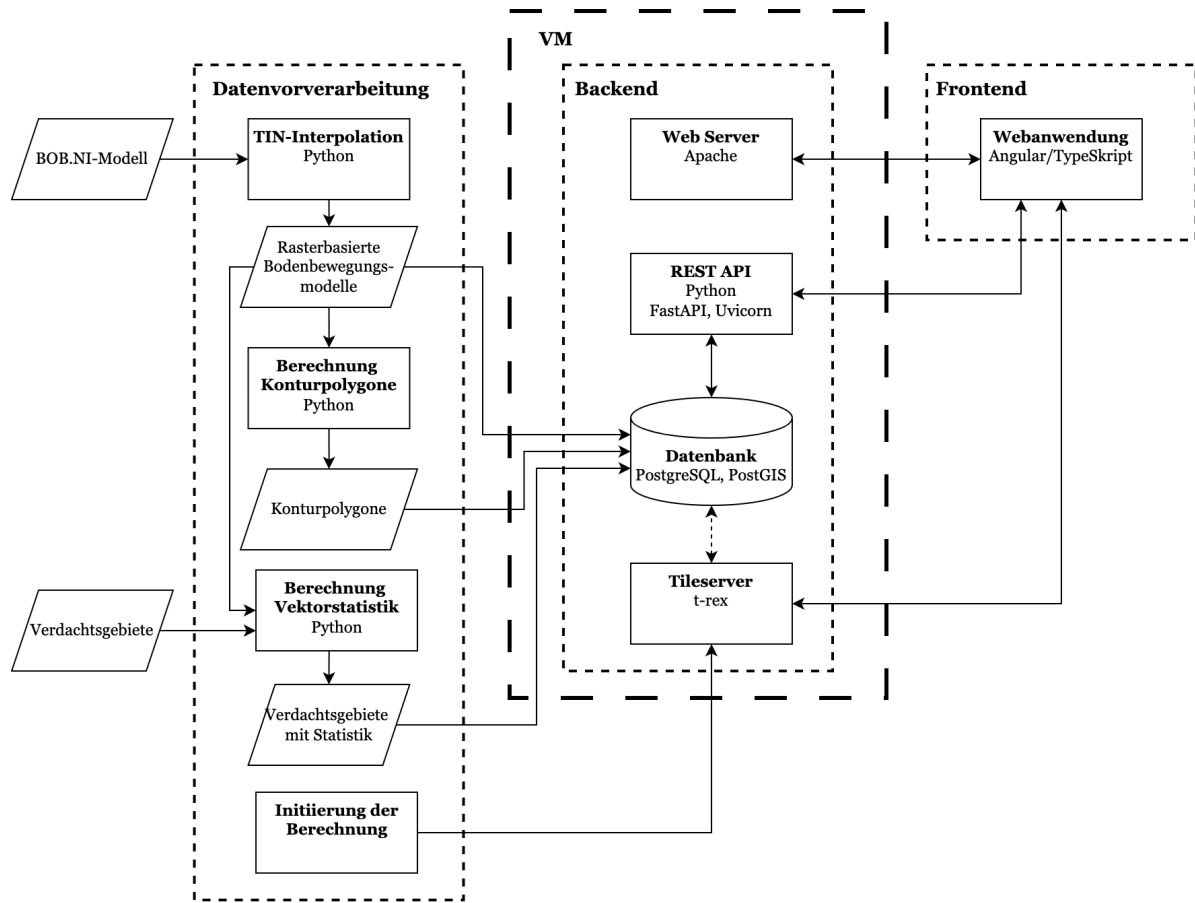 VM
Datenvorverarbeitung
Backend
Frontend
BOB.NI-Modell
TIN-Interpolation
Python
Web Server
Apache
Webanwendung
Angular/TypeSkript
Rasterbasierte
Bodenbewegungs-
modelle
REST API
Python
FastAPI, Uvicorn
Berechnung
Konturpolygone
Python
Datenbank
PostgreSQL, PostGIS
Konturpolygone
Berechnung
Vektorstatistik
Python
Tileserver
t-rex
Verdachtsgebiete
Verdachtsgebiete
mit Statistik
Initiierung der
Berechnung